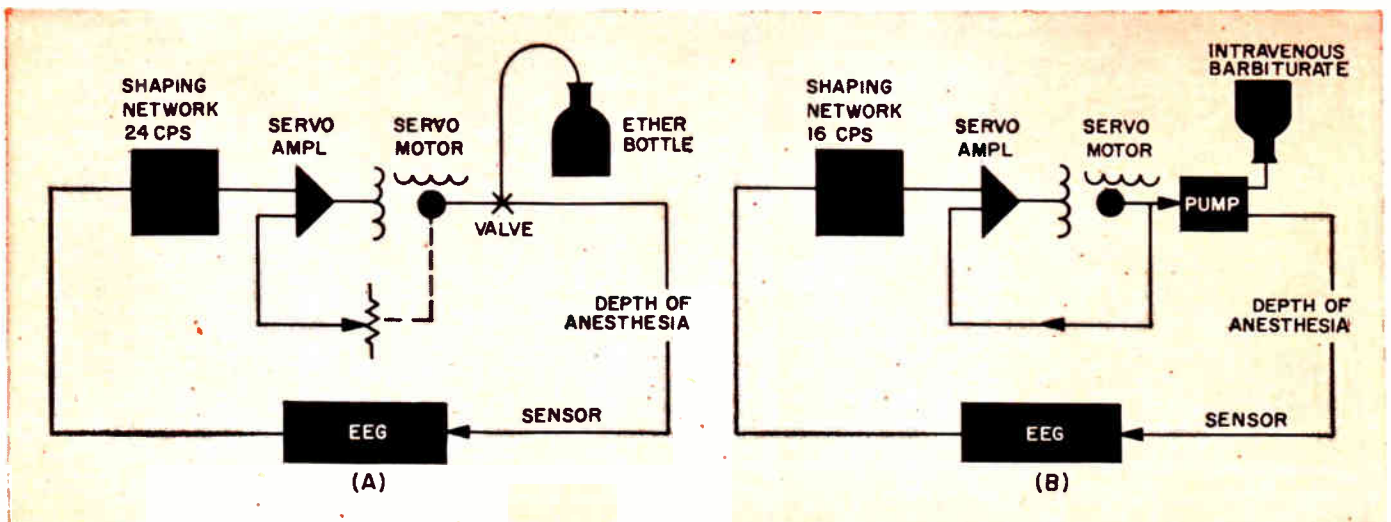 SHAPING
NETWORK
24 CPS
SERVO
AMPL
SERVO
MOTOR
ETHER
BOTTLE
VALVE
DEPTH OF
ANESTHESIA
SENSOR
EEG
(A)
SHAPING
NETWORK
16 CPS
SERVO
AMPL
SERVO
MOTOR
INTRAVENOUS
BARBITURATE
PUMP
DEPTH OF
ANESTHESIA
SENSOR
EEG
(B)